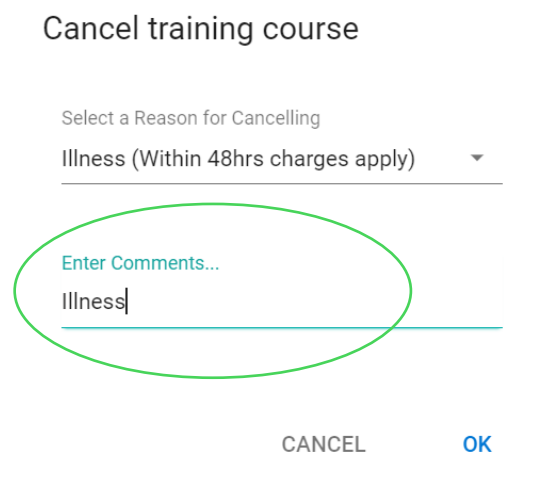 Cancel training course
Select a Reason for Cancelling
Illness (Within 48hrs charges apply)
Enter Comments...
Illness
CANCEL OK